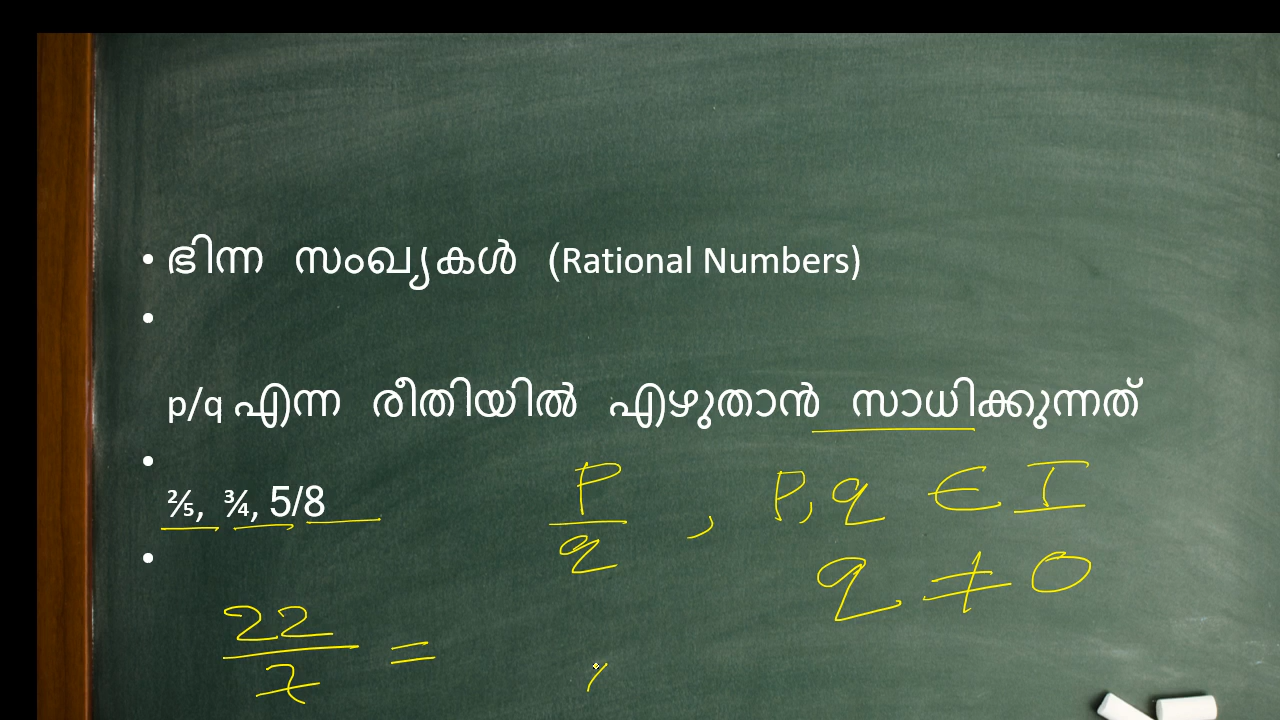 • ഭിന്ന സംഖ്യകൾ (Rational Numbers)
•
p/q എന്ന രീതിയിൽ എഴുതാൻ സാധിക്കുന്നത്
•
⅖, ¾, 5/8
P/q , P, q ∈ I
•
q ≠ 0
22/7 =